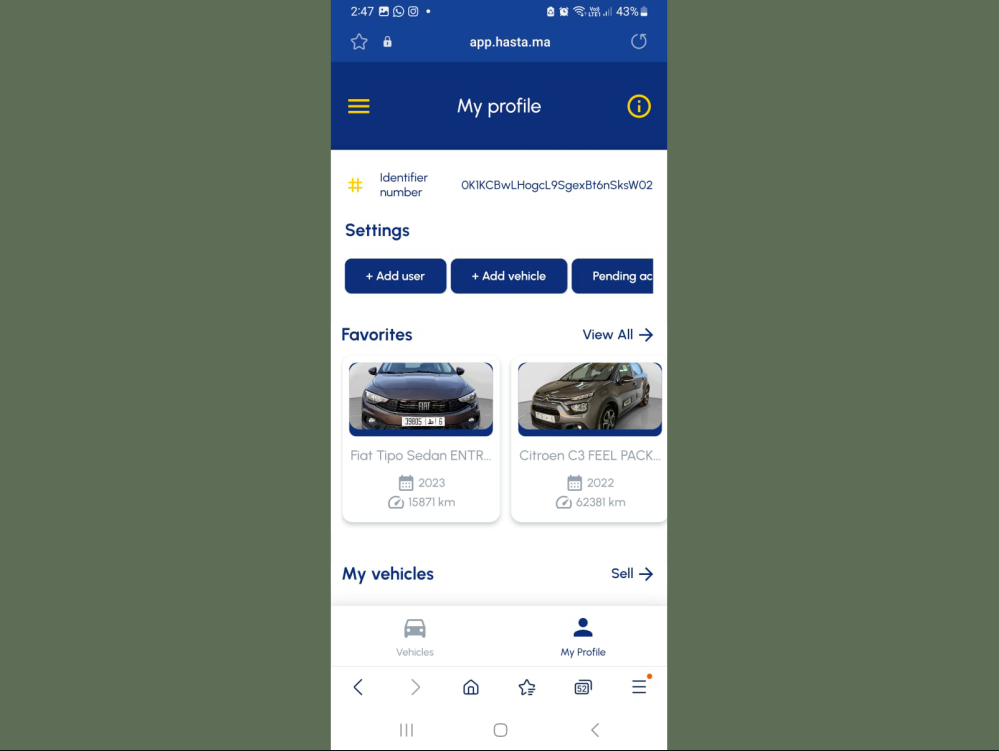 2:47
43%
app.hasta.ma
My profile
Identifier
number
0K1KCBwLHogcL9SgexBt6nSksW02
Settings
+ Add user
+ Add vehicle
Pending ac
Favorites
View All
FIAT
Fiat Tipo Sedan ENTR...
Citroen C3 FEEL PACK...
2023
2022
15871 km
62381 km
My vehicles
Sell
Vehicles
My Profile
52